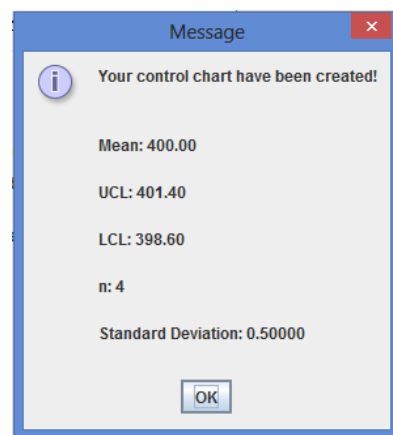 Message
Your control chart have been created!
Mean: 400.00
UCL: 401.40
LCL: 398.60
n: 4
Standard Deviation: 0.50000
OK